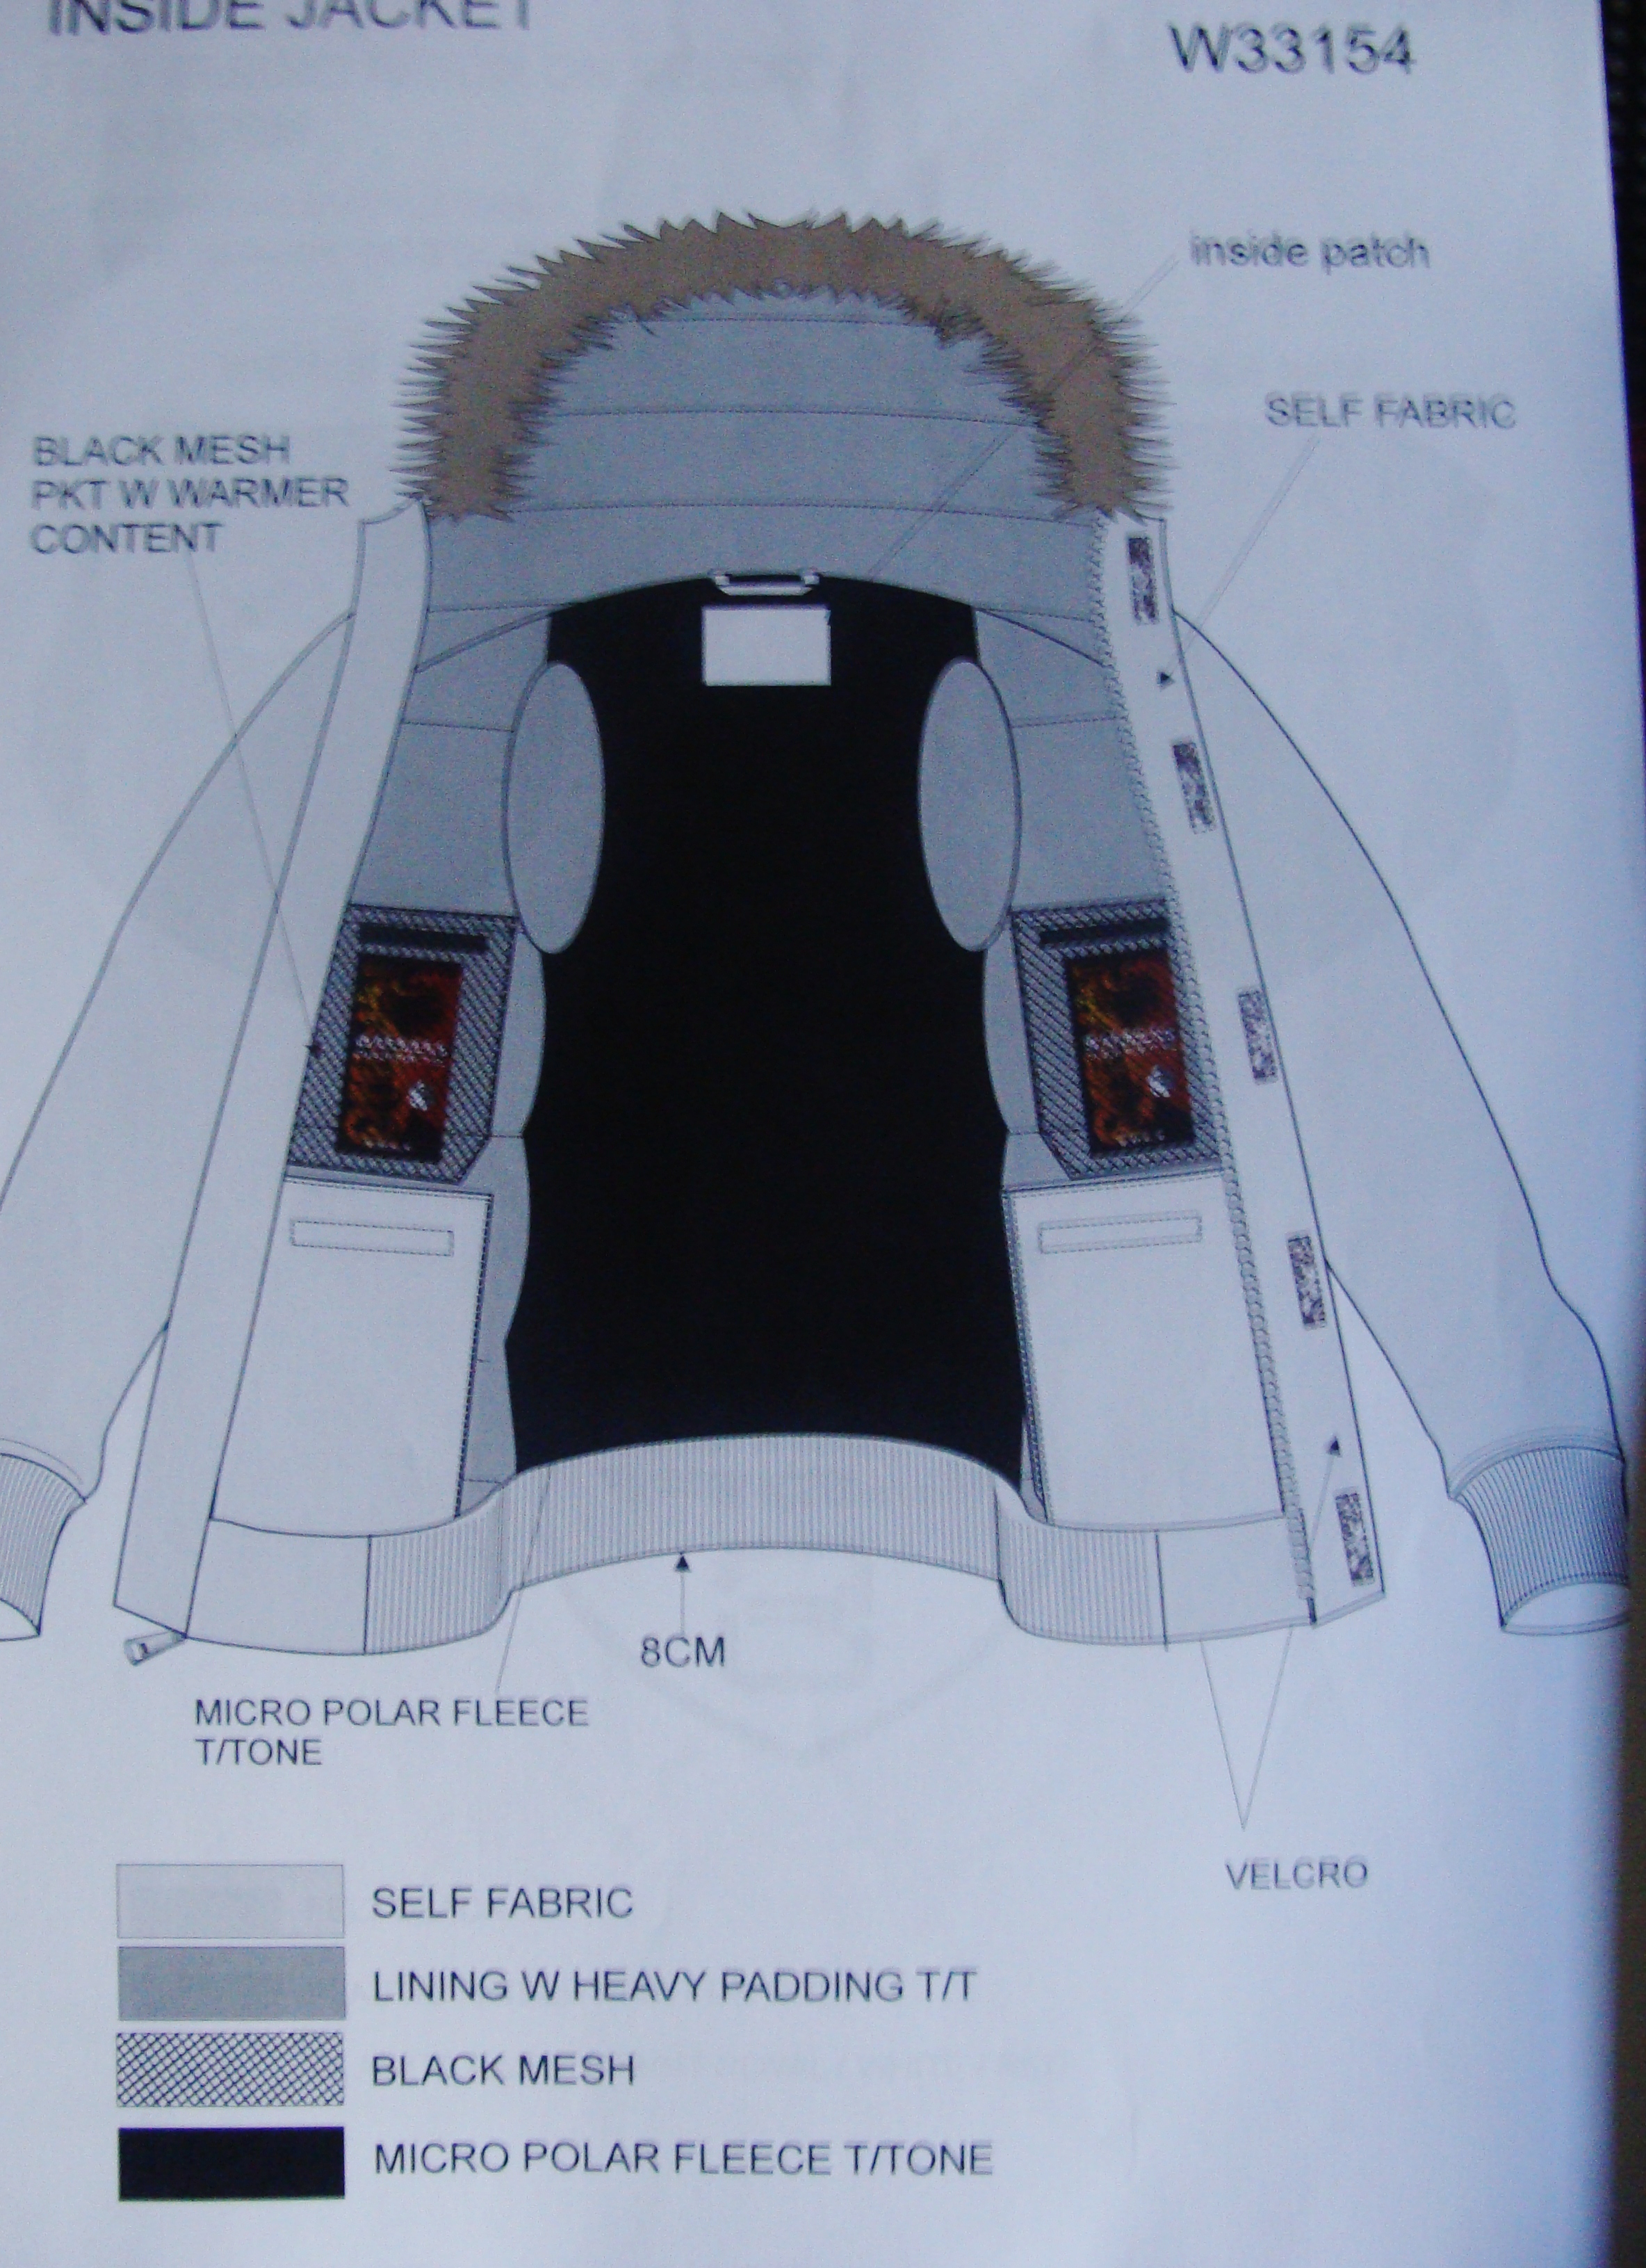 INSIDE JACKET
W33154
inside patch
SELF FABRIC
BLACK MESH
PKT W WARMER
CONTENT
8CM
MICRO POLAR FLEECE
T/TONE
VELCRO
SELF FABRIC
LINING W HEAVY PADDING T/T
BLACK MESH
MICRO POLAR FLEECE T/TONE